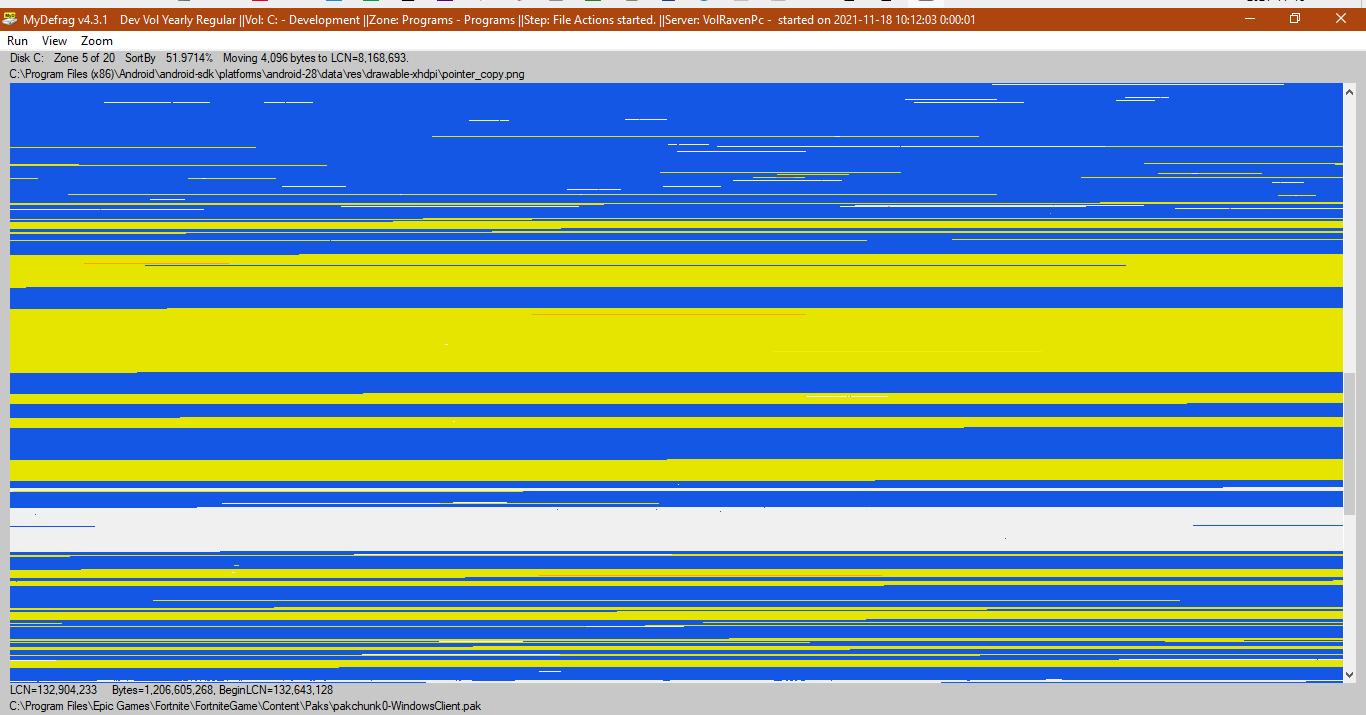 MyDefrag v4.3.1 Dev Vol Yearly Regular ||Vol: C: - Development ||Zone: Programs - Programs ||Step: File Actions started. ||Server: VolRavenPc - started on 2021-11-18 10:12:03 0:00:01
Run View Zoom
Disk C: Zone 5 of 20 SortBy 51.9714% Moving 4,096 bytes to LCN=8,168,693.
C:\Program Files (x86)\Android\android-sdk\platforms\android-28\data\res\drawable-xhdpi\pointer_copy.png
LCN=132,904,233 Bytes=1,206,605,268, BeginLCN=132,643,128
C:\Program Files\Epic Games\Fortnite\FortniteGame\Content\Paks\pakchunk0-WindowsClient.pak